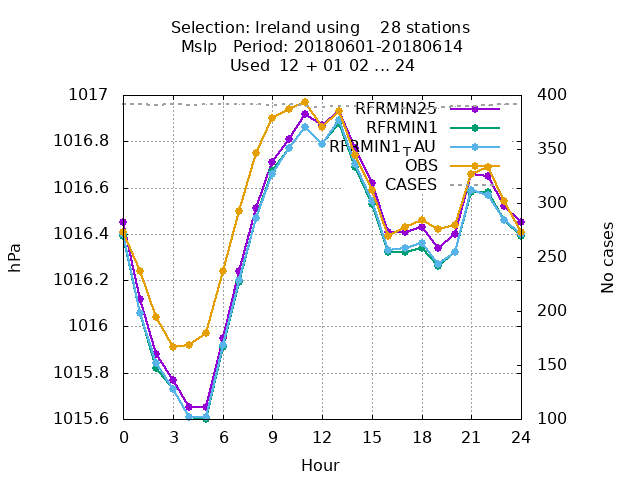 Selection: Ireland using    28 stations
Mslp   Period: 20180601-20180614
Used  12 + 01 02 ... 24
1017
1016.8
1016.6
1016.4
1016.2
1016
1015.8
1015.6
hPa
RFRMIN25
RFRMIN1
RFRMIN1_TAU
OBS
CASES
400
350
300
250
200
150
100
No cases
0 3 6 9 12 15 18 21 24
Hour